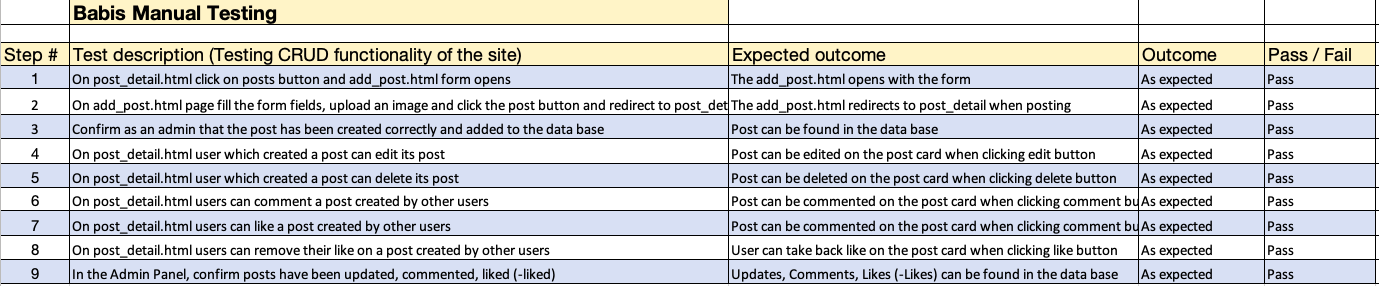 Babis Manual Testing
Step # Test description (Testing CRUD functionality of the site) Expected outcome Outcome Pass / Fail
1 On post_detail.html click on posts button and add_post.html form opens The add_post.html opens with the form As expected Pass
2 On add_post.html page fill the form fields, upload an image and click the post button and redirect to post_det The add_post.html redirects to post_detail when posting As expected Pass
3 Confirm as an admin that the post has been created correctly and added to the data base Post can be found in the data base As expected Pass
4 On post_detail.html user which created a post can edit its post Post can be edited on the post card when clicking edit button As expected Pass
5 On post_detail.html user which created a post can delete its post Post can be deleted on the post card when clicking delete button As expected Pass
6 On post_detail.html users can comment a post created by other users Post can be commented on the post card when clicking comment bu As expected Pass
7 On post_detail.html users can like a post created by other users Post can be commented on the post card when clicking comment bu As expected Pass
8 On post_detail.html users can remove their like on a post created by other users User can take back like on the post card when clicking like button As expected Pass
9 In the Admin Panel, confirm posts have been updated, commented, liked (-liked) Updates, Comments, Likes (-Likes) can be found in the data base As expected Pass